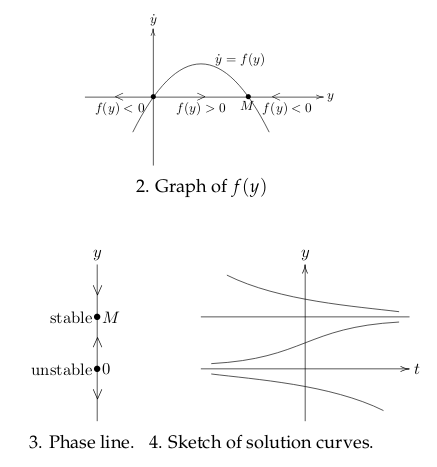 ẏ
ẏ = f(y)
y
f(y) < 0 f(y) > 0 M f(y) < 0
2. Graph of f(y)
y y
stable M
unstable 0 t
3. Phase line. 4. Sketch of solution curves.